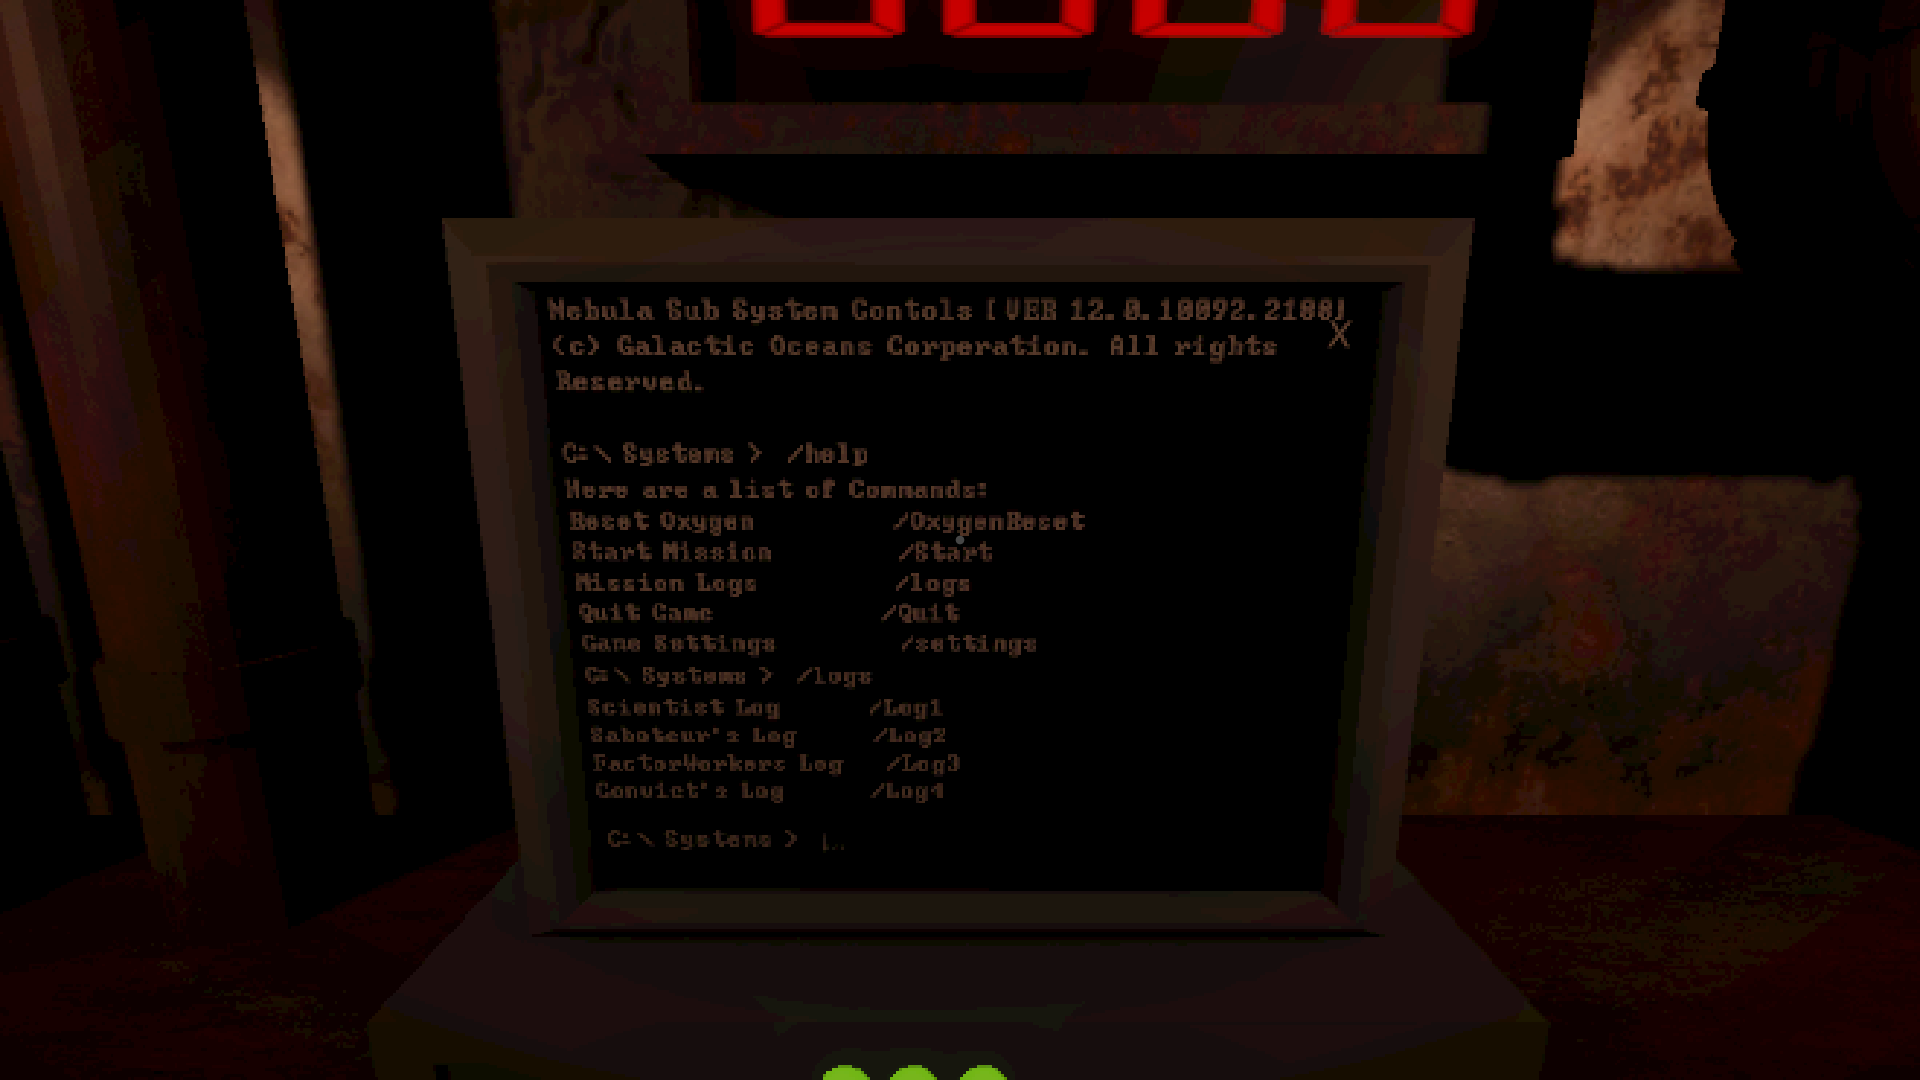 Nebula Sub System Contols [VER 12.0.10092.2188]
(c) Galactic Oceans Corperation. All rights
Reserved.
X
C:\ Systems > /help
Here are a list of Commands:
Reset Oxygen /OxygenReset
Start Mission /Start
Mission Logs /logs
Quit Game /Quit
Game Settings /settings
C:\ Systems > /logs
Scientist Log /Log1
Saboteur's Log /Log2
FactorWorkers Log /Log3
Convict's Log /Log4
C:\ Systems >